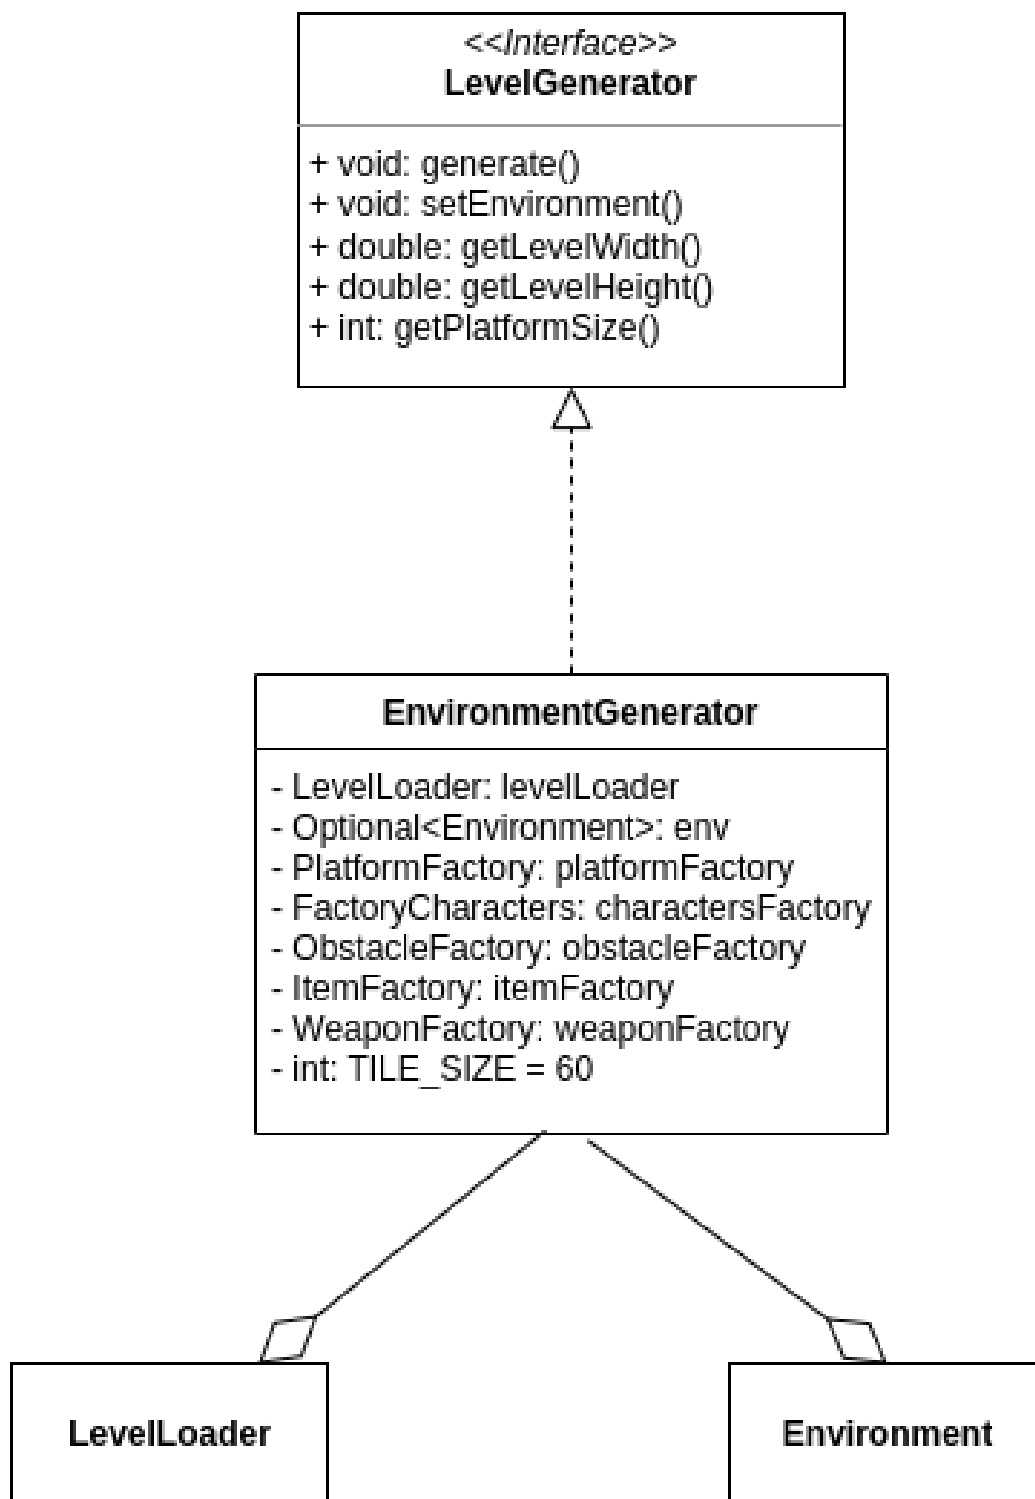 <<Interface>>
LevelGenerator
+ void: generate()
+ void: setEnvironment()
+ double: getLevelWidth()
+ double: getLevelHeight()
+ int: getPlatformSize()
EnvironmentGenerator
- LevelLoader: levelLoader
- Optional<Environment>: env
- PlatformFactory: platformFactory
- FactoryCharacters: charactersFactory
- ObstacleFactory: obstacleFactory
- ItemFactory: itemFactory
- WeaponFactory: weaponFactory
- int: TILE_SIZE = 60
LevelLoader
Environment